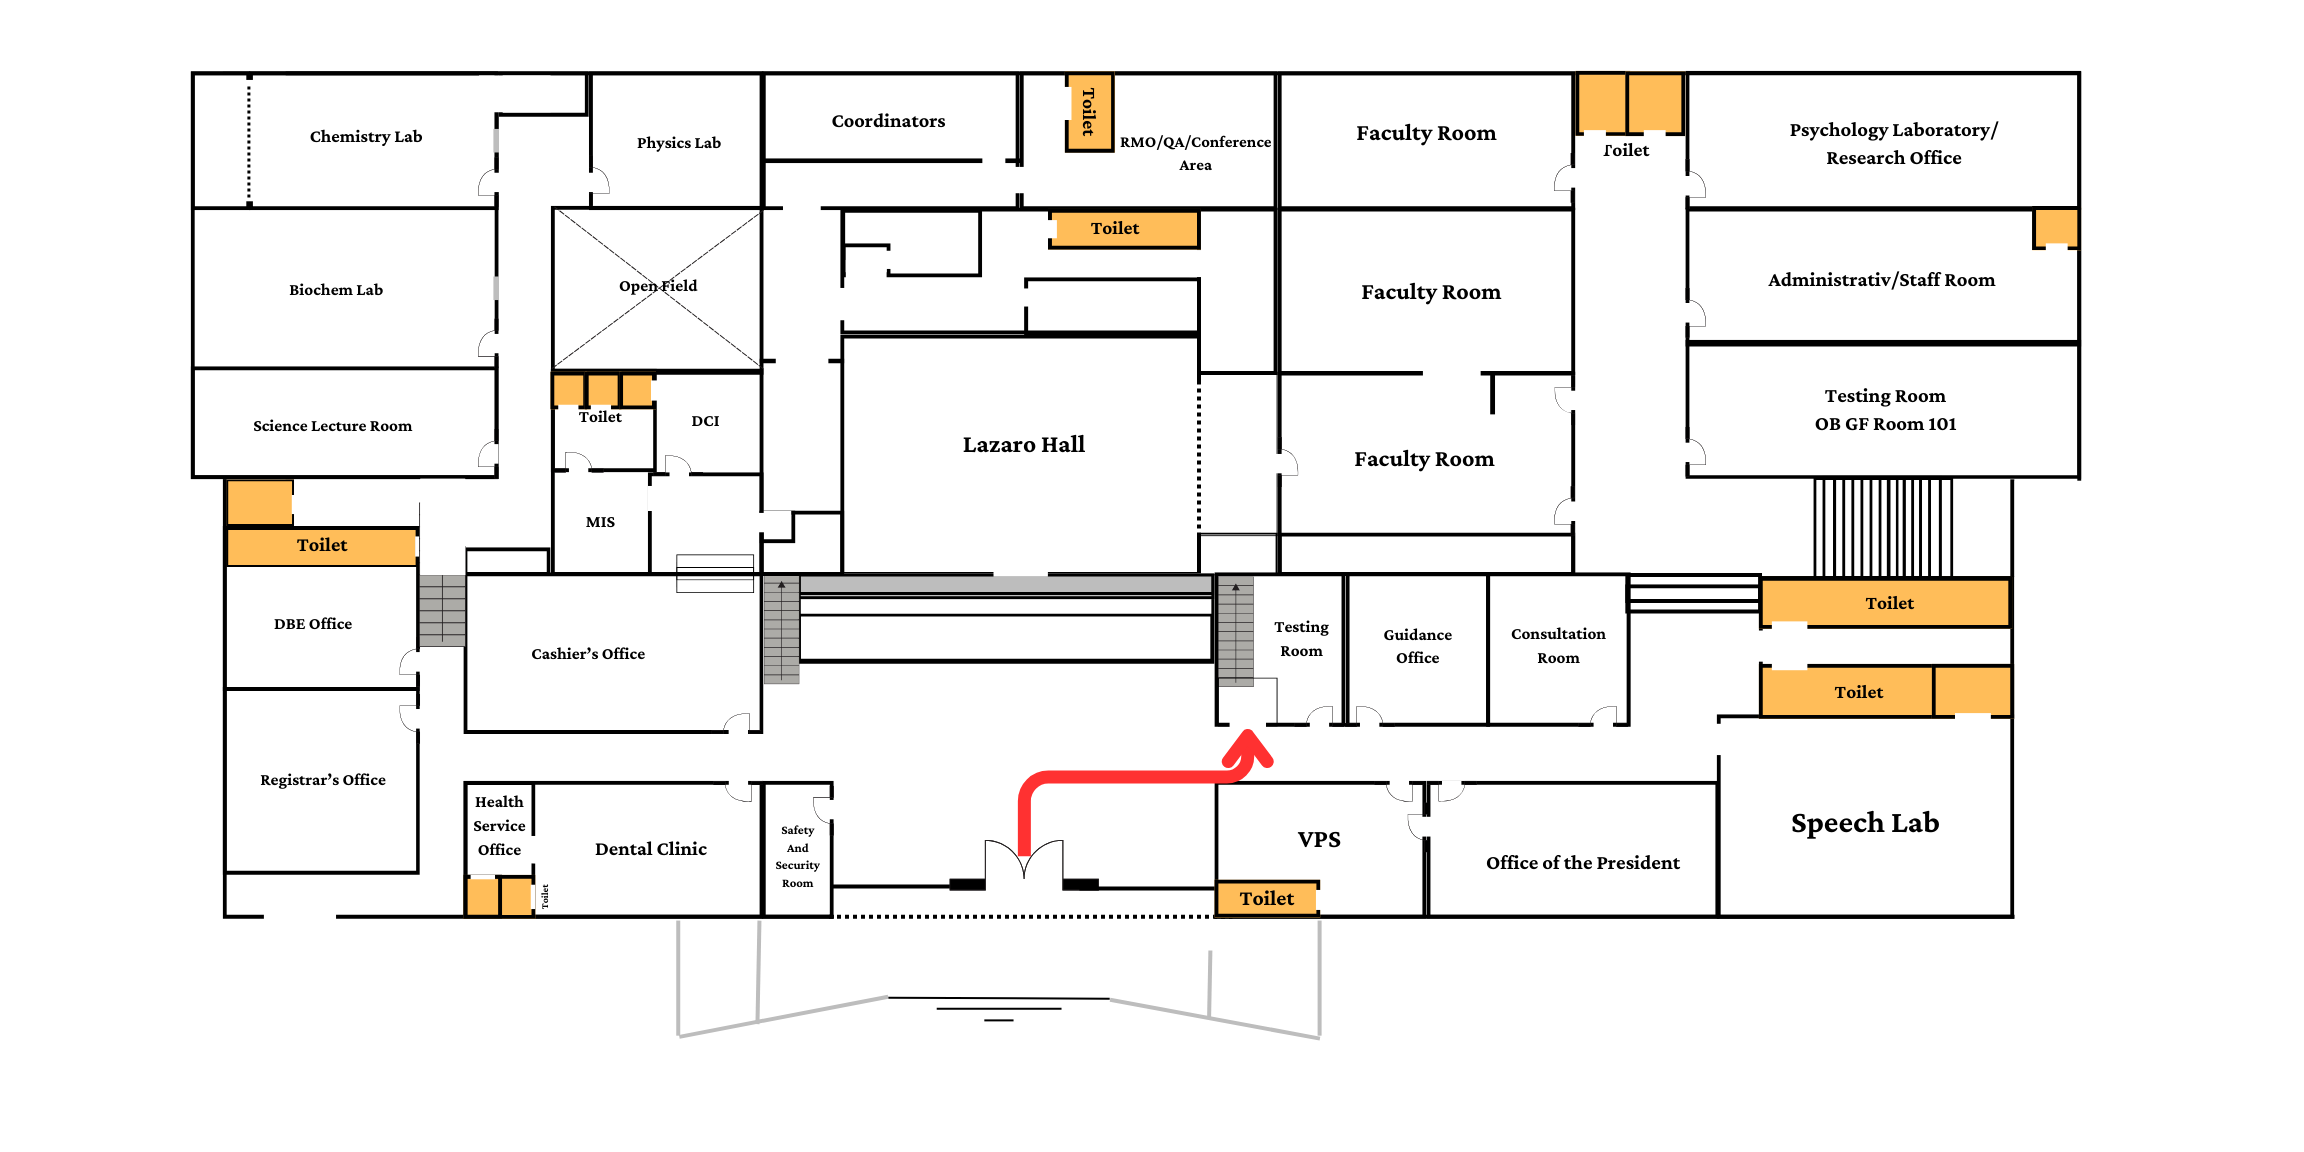 Chemistry Lab
Physics Lab
Coordinators
Toilet
RMO/QA/Conference
Area
Faculty Room
Toilet
Psychology Laboratory/
Research Office
Biochem Lab
Open Field
Toilet
Faculty Room
Administrativ/Staff Room
Science Lecture Room
Toilet
DCI
Lazaro Hall
Faculty Room
Testing Room
OB GF Room 101
MIS
Toilet
DBE Office
Cashier's Office
Testing
Room
Guidance
Office
Consultation
Room
Toilet
Toilet
Registrar's Office
Health
Service
Office
Toilet
Dental Clinic
Safety
And
Security
Room
VPS
Toilet
Office of the President
Speech Lab